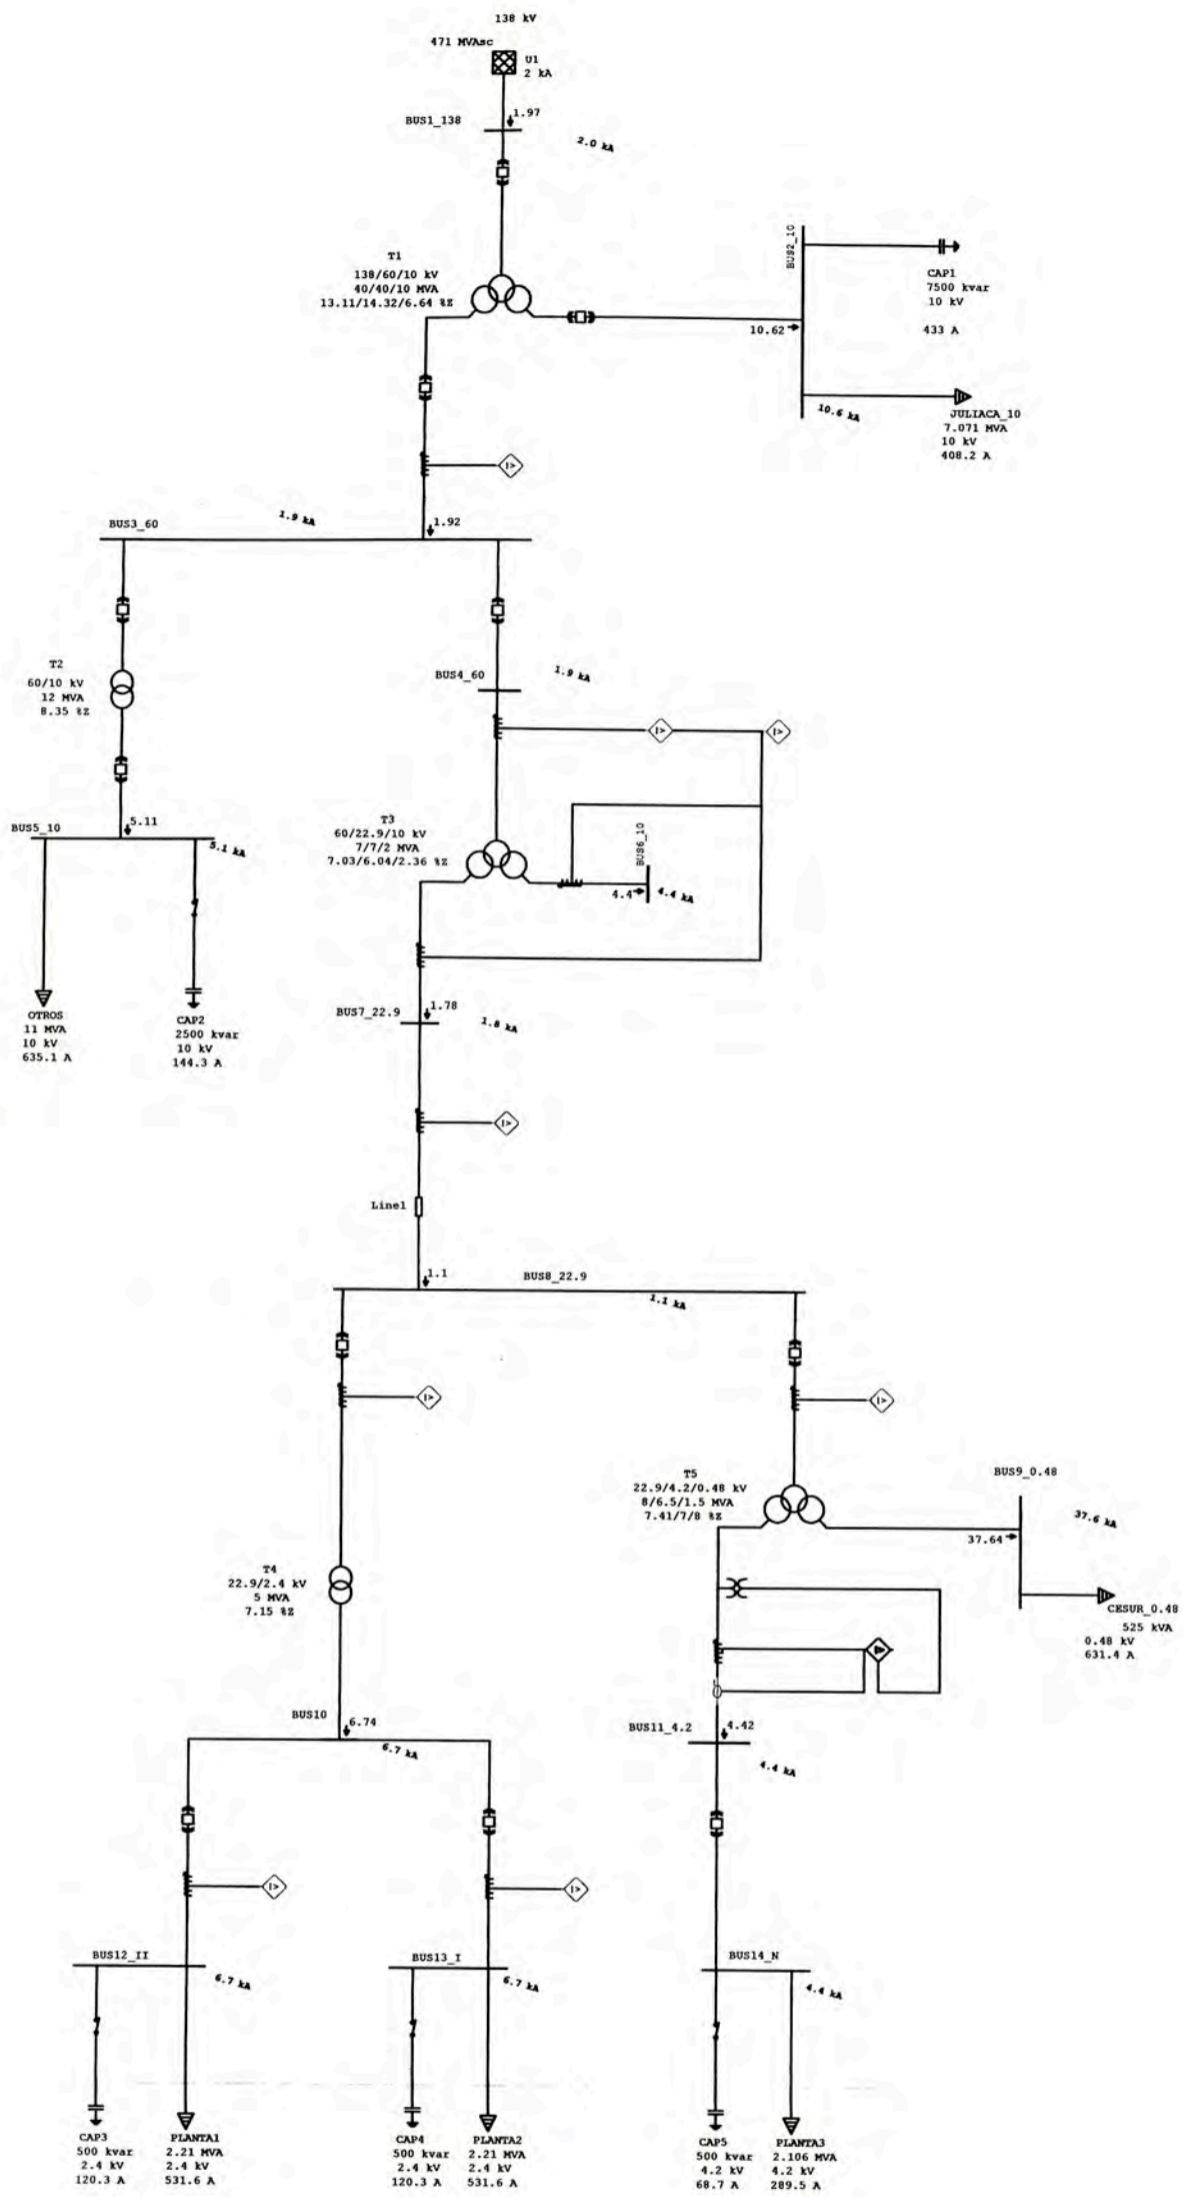 138 kV
471 MVAsc
U1
2 kA
1.97
BUS1_138
2.0 kA
T1
138/60/10 kV
40/40/10 MVA
13.11/14.32/6.64 %Z
BUS2_10
CAP1
7500 kvar
10 kV
433 A
10.62
10.6 kA
JULIACA_10
7.071 MVA
10 kV
408.2 A
I>
BUS3_60
1.9 kA
1.92
T2
60/10 kV
12 MVA
8.35 %Z
BUS4_60
1.9 kA
I>
I>
BUS5_10
5.11
5.1 kA
T3
60/22.9/10 kV
7/7/2 MVA
7.03/6.04/2.36 %Z
BUS6_10
4.4
4.4 kA
OTROS
11 MVA
10 kV
635.1 A
CAP2
2500 kvar
10 kV
144.3 A
BUS7_22.9
1.78
1.8 kA
I>
Line1
1.1
BUS8_22.9
1.1 kA
I>
I>
T5
22.9/4.2/0.48 kV
8/6.5/1.5 MVA
7.41/7/8 %Z
BUS9_0.48
37.6 kA
37.64
T4
22.9/2.4 kV
5 MVA
7.15 %Z
CESUR_0.48
525 kVA
0.48 kV
631.4 A
BUS10
6.74
6.7 kA
BUS11_4.2
4.42
4.4 kA
I>
I>
BUS12_II
6.7 kA
BUS13_I
6.7 kA
BUS14_N
4.4 kA
CAP3
500 kvar
2.4 kV
120.3 A
PLANTA1
2.21 MVA
2.4 kV
531.6 A
CAP4
500 kvar
2.4 kV
120.3 A
PLANTA2
2.21 MVA
2.4 kV
531.6 A
CAP5
500 kvar
4.2 kV
68.7 A
PLANTA3
2.106 MVA
4.2 kV
289.5 A